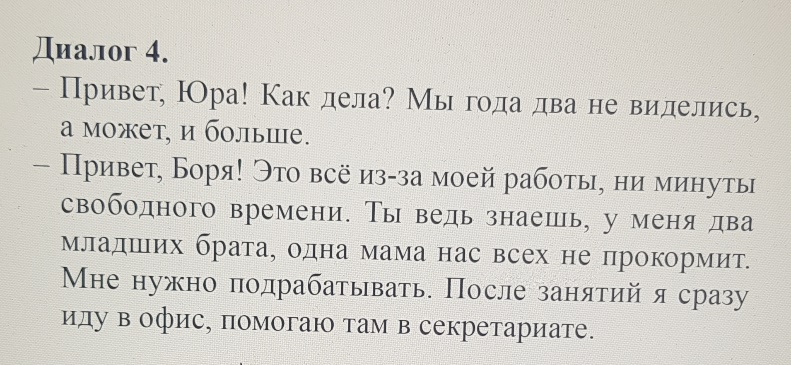 Диалог 4.
– Привет, Юра! Как дела? Мы года два не виделись,
а может, и больше.
– Привет, Боря! Это всё из-за моей работы, ни минуты
свободного времени. Ты ведь знаешь, у меня два
младших брата, одна мама нас всех не прокормит.
Мне нужно подрабатывать. После занятий я сразу
иду в офис, помогаю там в секретариате.